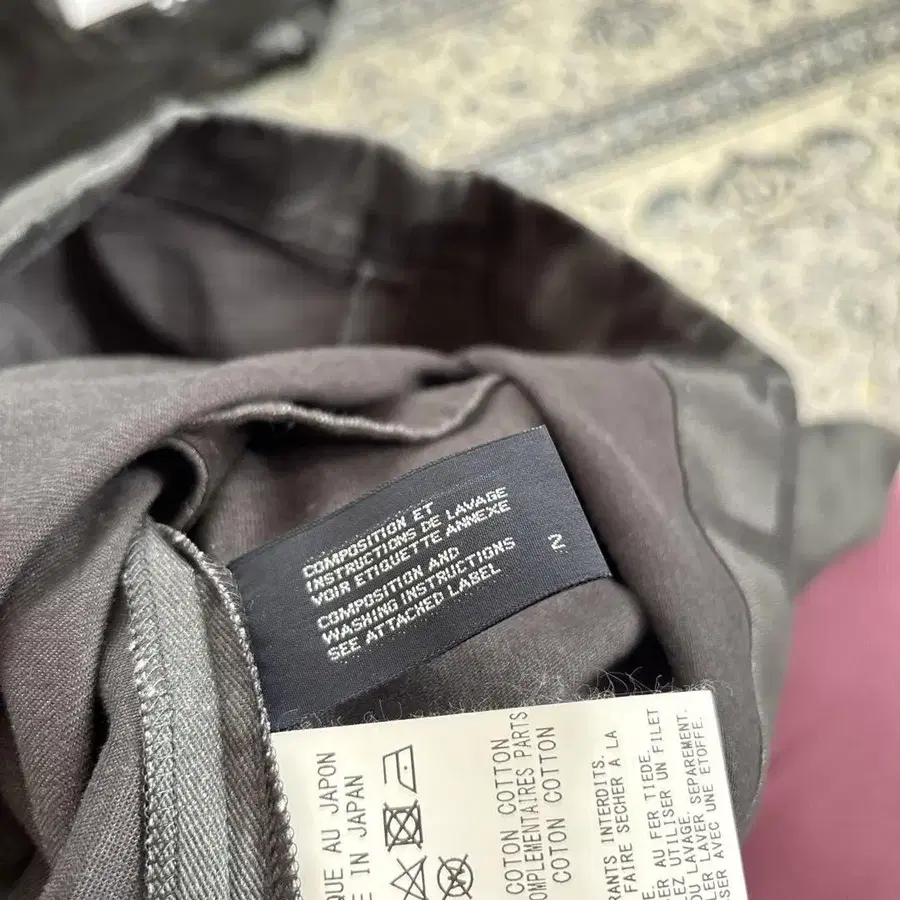 COMPOSITION ET
INSTRUCTIONS DE LAVAGE
VOIR ETIQUETTE ANNEXE
COMPOSITION AND
WASHING INSTRUCTIONS
SEE ATTACHED LABEL
2
QUE AU JAPON
IN JAPAN
COTON COTTON
OMPLEMENTAIRES PARTS
COTON COTTON
RANTS INTERDITS.
FAIRE SECHER A LA
AU FER TIEDE.
EZ UTILISER UN FILET
LAVAGE.
LAVER SEPAREMENT.
AVEC UNE ETOFFE.